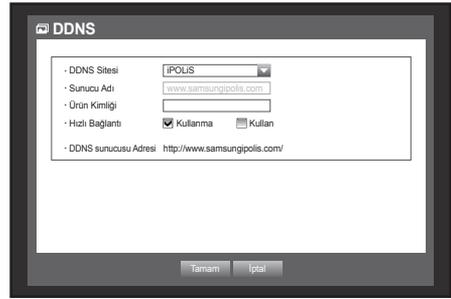 DDNS
· DDNS Sitesi iPOLiS
· Sunucu Adı www.samsungipolis.com
· Ürün Kimliği
· Hızlı Bağlantı Kullanma Kullan
· DDNS sunucusu Adresi http://www.samsungipolis.com/
Tamam İptal